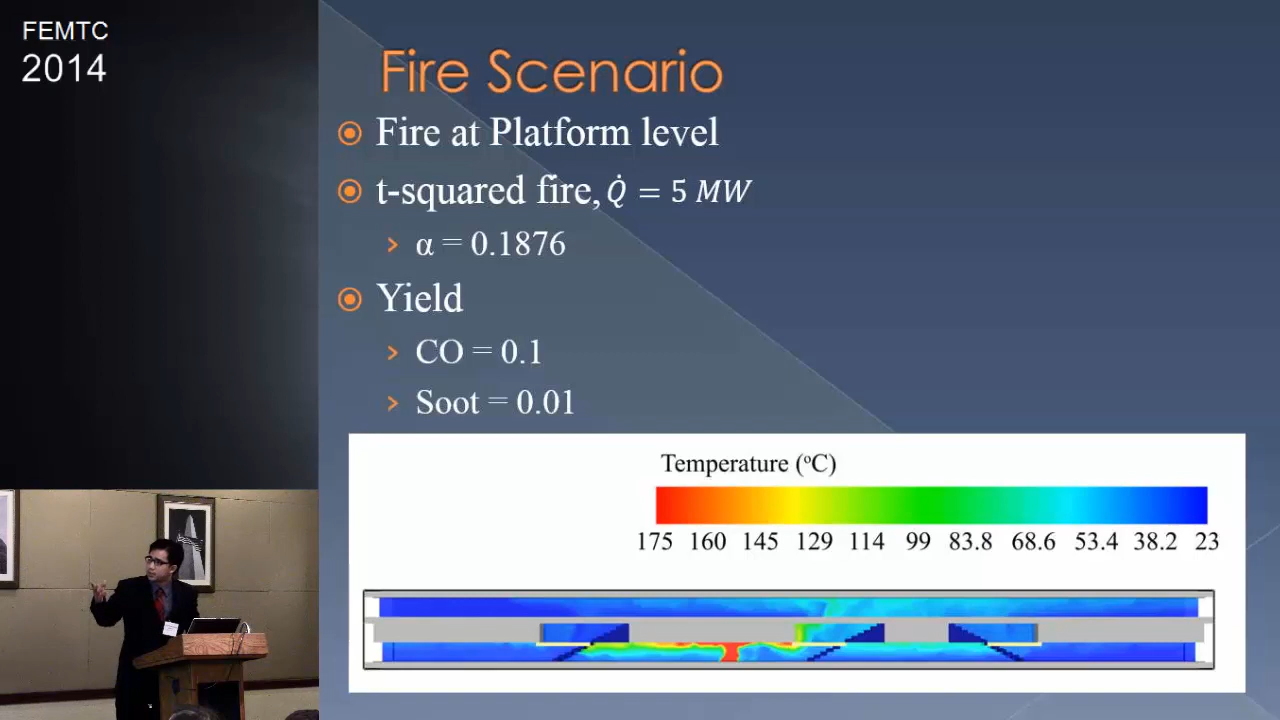 FEMTC
2014
Fire Scenario
Fire at Platform level
t-squared fire, Q̇ = 5 MW
α = 0.1876
Yield
CO = 0.1
Soot = 0.01
Temperature (°C)
175 160 145 129 114 99 83.8 68.6 53.4 38.2 23